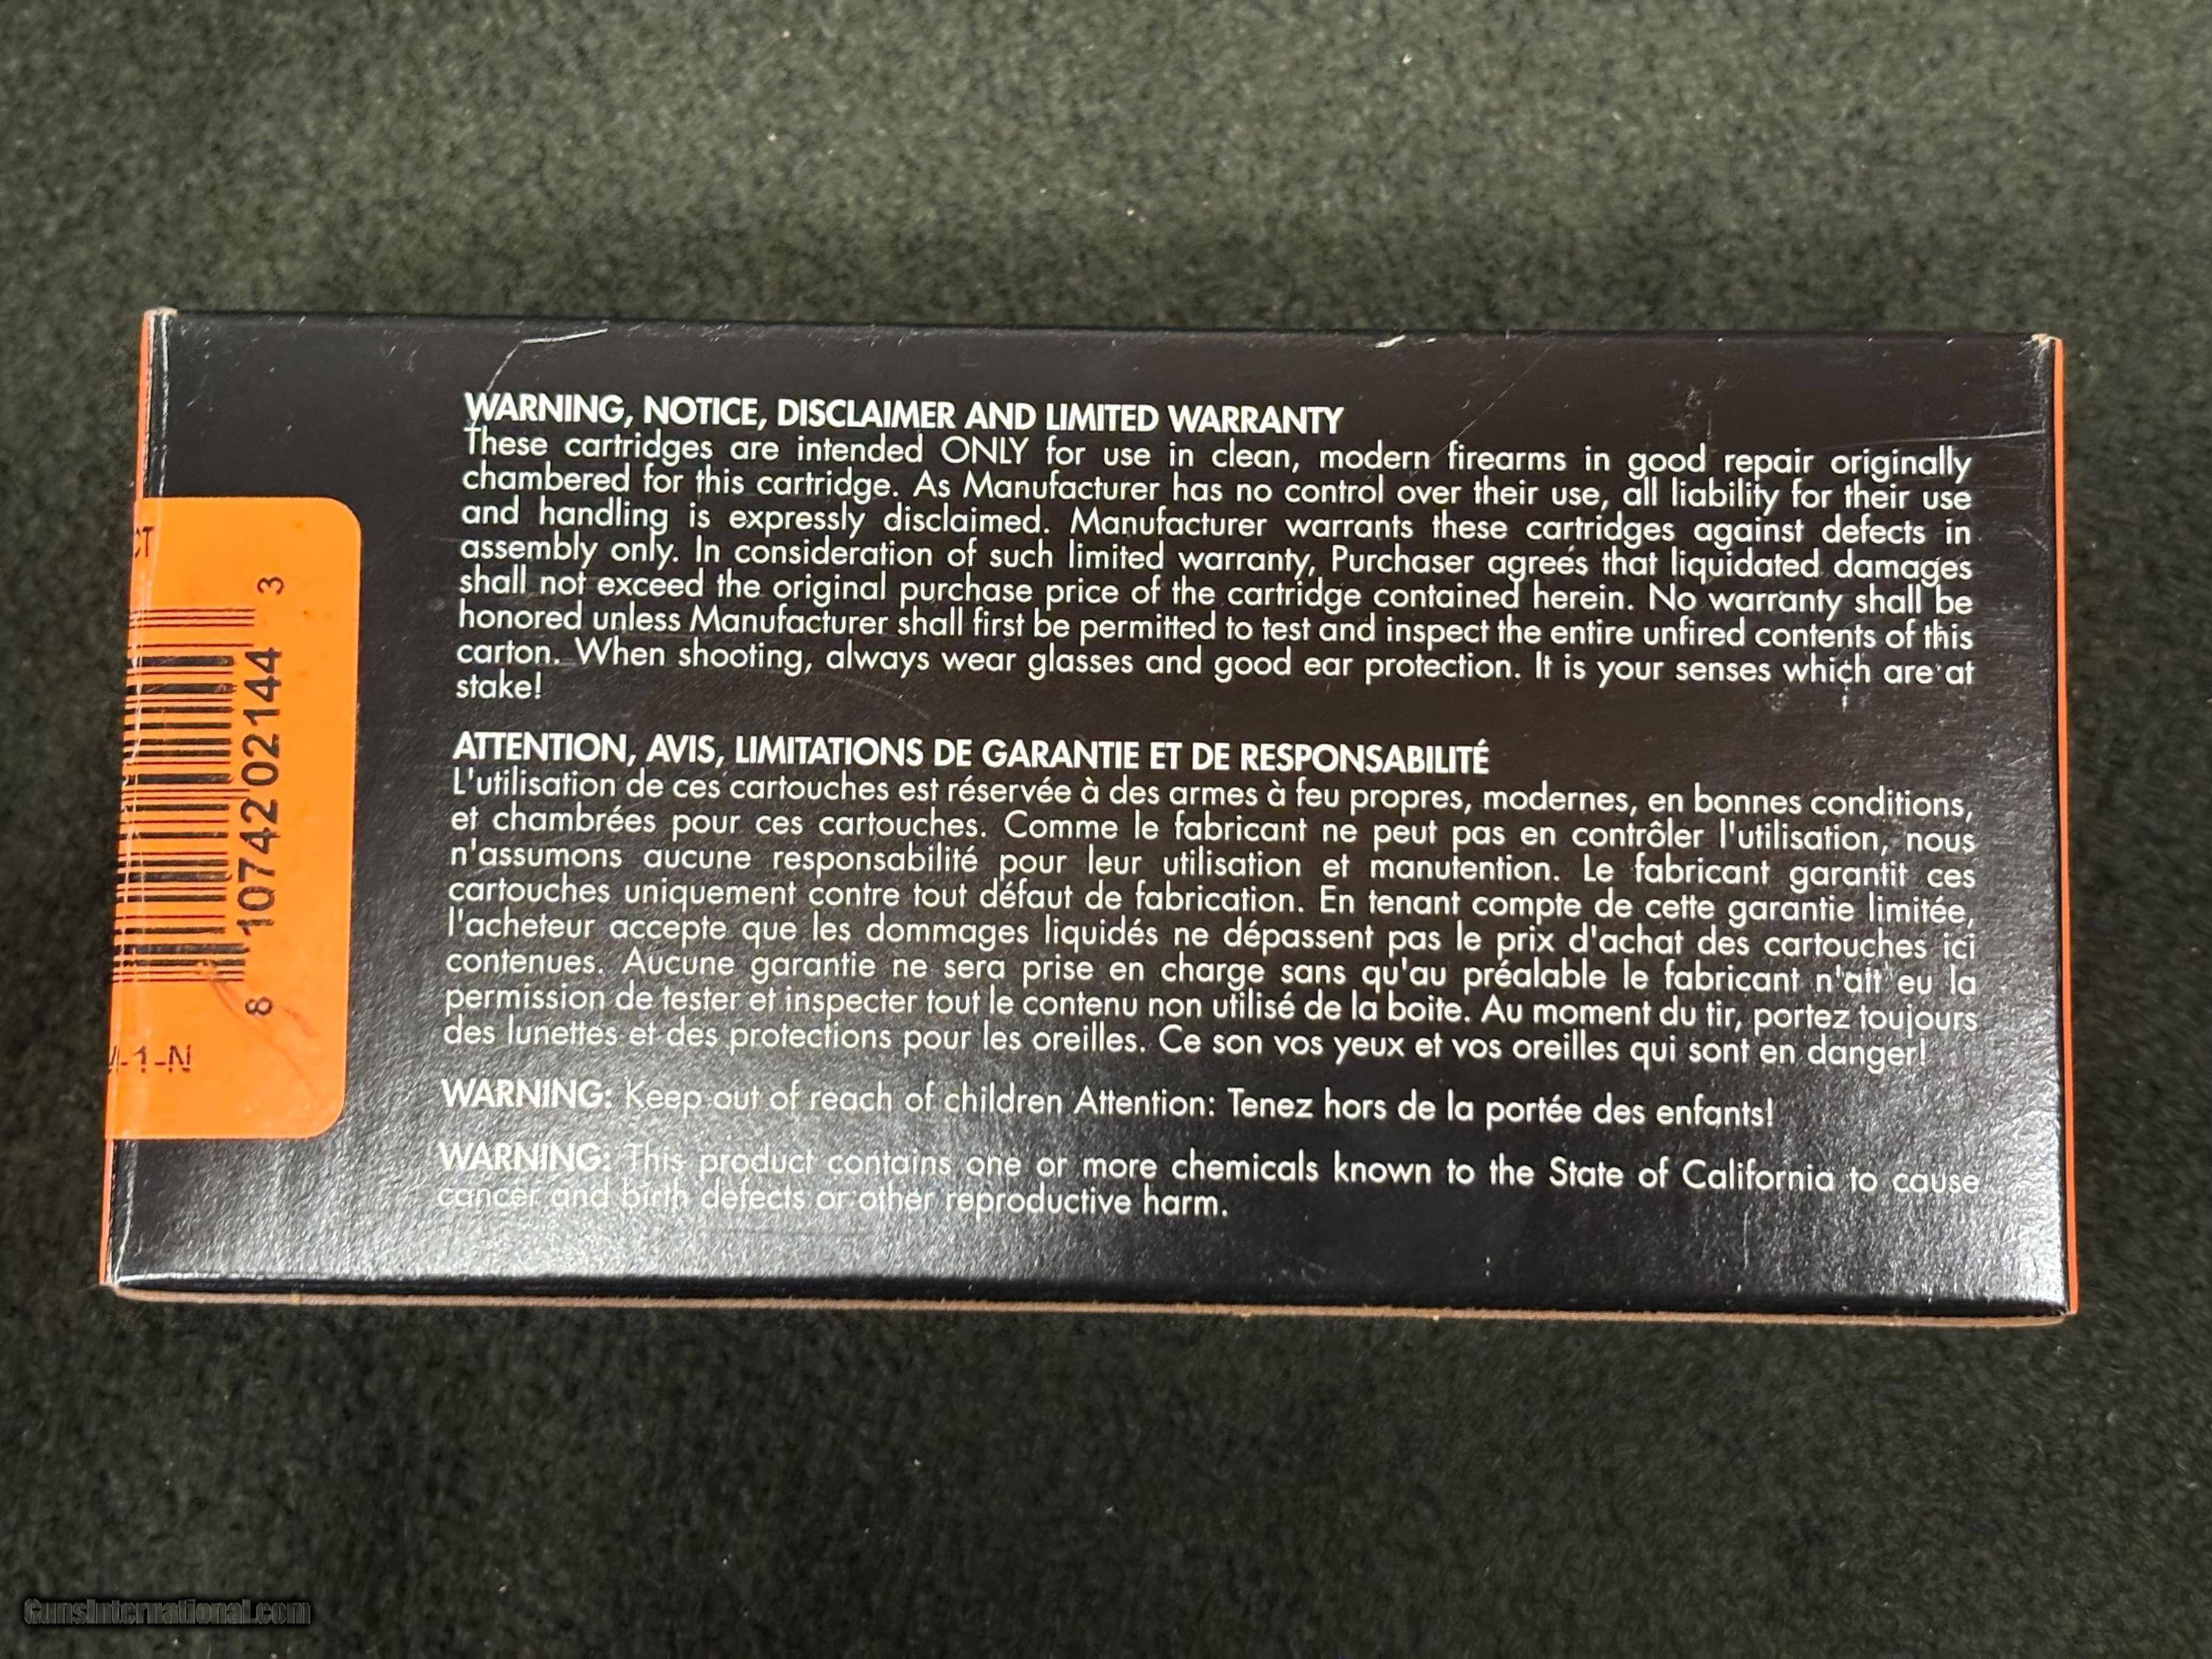 WARNING, NOTICE, DISCLAIMER AND LIMITED WARRANTY
These cartridges are intended ONLY for use in clean, modern firearms in good repair originally
chambered for this cartridge. As Manufacturer has no control over their use, all liability for their use
and handling is expressly disclaimed. Manufacturer warrants these cartridges against defects in
assembly only. In consideration of such limited warranty, Purchaser agrees that liquidated damages
shall not exceed the original purchase price of the cartridge contained herein. No warranty shall be
honored unless Manufacturer shall first be permitted to test and inspect the entire unfired contents of this
carton. When shooting, always wear glasses and good ear protection. It is your senses which are at
stake!
ATTENTION, AVIS, LIMITATIONS DE GARANTIE ET DE RESPONSABILITÉ
L'utilisation de ces cartouches est réservée à des armes à feu propres, modernes, en bonnes conditions,
et chambrées pour ces cartouches. Comme le fabricant ne peut pas en contrôler l'utilisation, nous
n'assumons aucune responsabilité pour leur utilisation et manutention. Le fabricant garantit ces
cartouches uniquement contre tout défaut de fabrication. En tenant compte de cette garantie limitée,
l'acheteur accepte que les dommages liquidés ne dépassent pas le prix d'achat des cartouches ici
contenues. Aucune garantie ne sera prise en charge sans qu'au préalable le fabricant n'ait eu la
permission de tester et inspecter tout le contenu non utilisé de la boite. Au moment du tir, portez toujours
des lunettes et des protections pour les oreilles. Ce son vos yeux et vos oreilles qui sont en danger!
WARNING: Keep out of reach of children Attention: Tenez hors de la portée des enfants!
WARNING: This product contains one or more chemicals known to the State of California to cause
cancer and birth defects or other reproductive harm.
CT
8 10742 02144 3
-1-N
GunsInternational.com